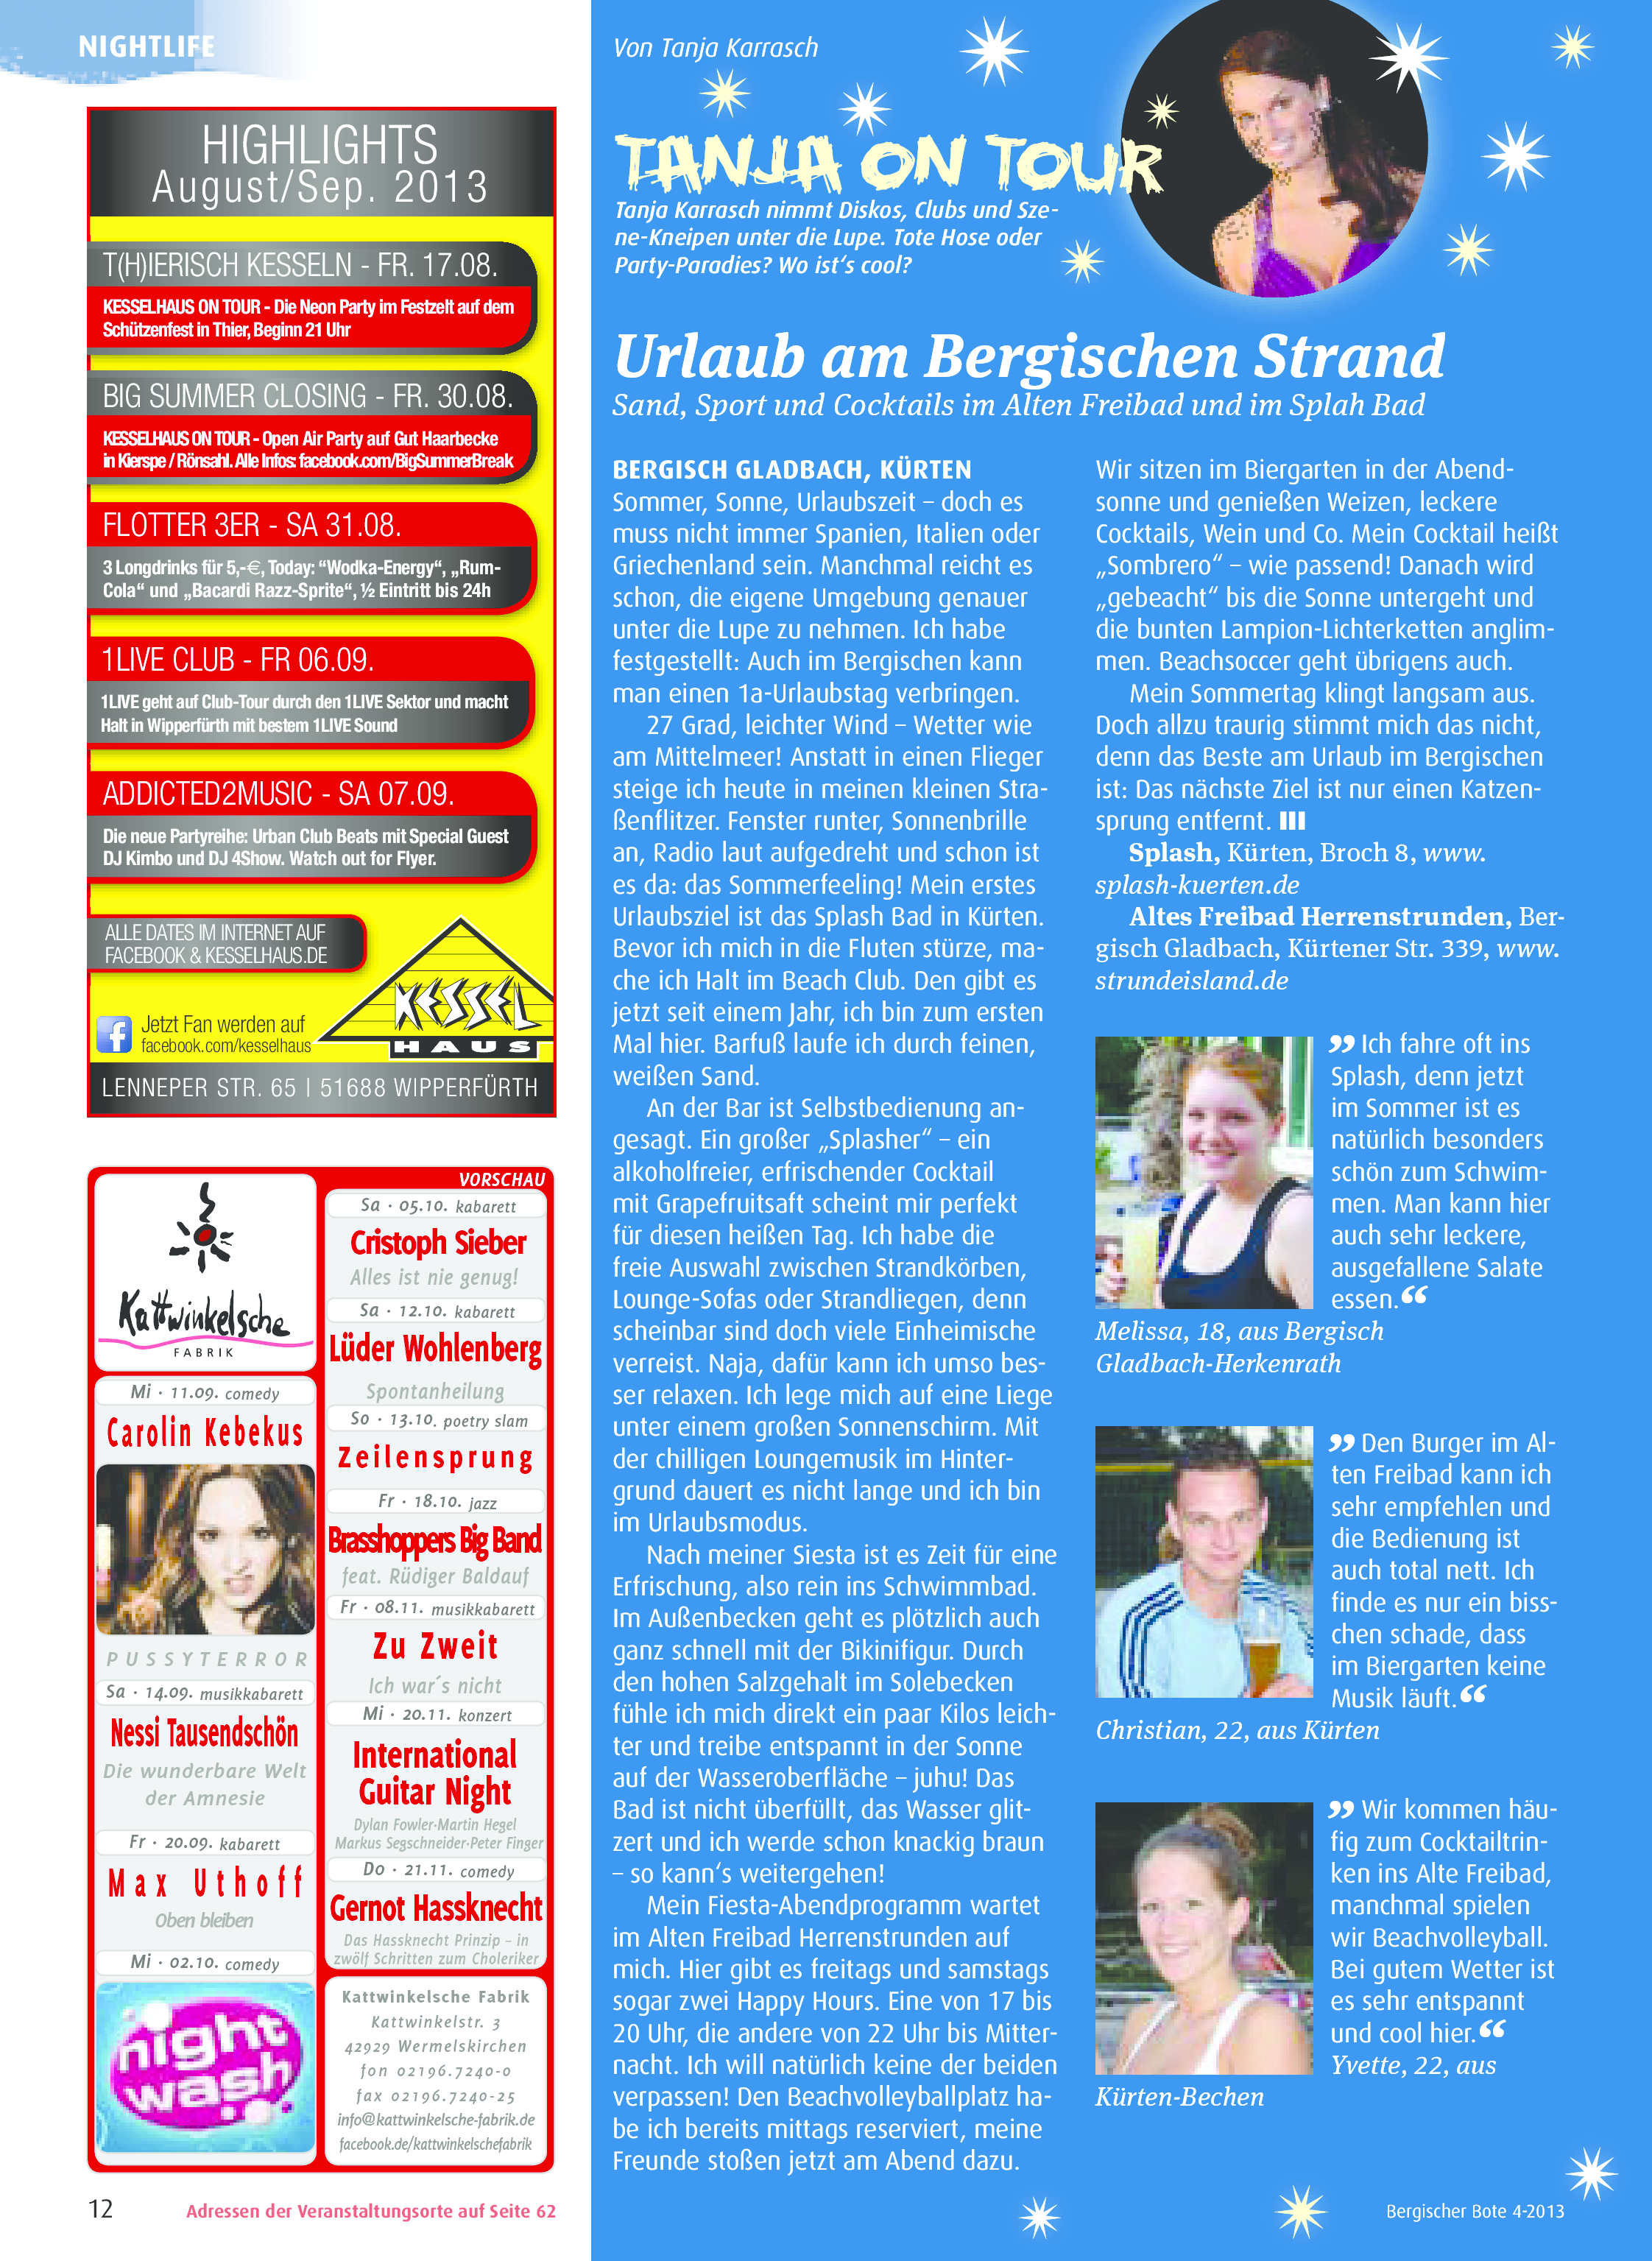 NIGHTLIFE
HIGHLIGHTS
August/Sep. 2013
T(H)IERISCH KESSELN - FR. 17.08.
KESSELHAUS ON TOUR - Die Neon Party im Festzelt auf dem
Schützenfest in Thier, Beginn 21 Uhr
BIG SUMMER CLOSING - FR. 30.08.
KESSELHAUS ON TOUR - Open Air Party auf Gut Haarbecke
in Kierspe / Rönsahl. Alle Infos: facebook.com/BigSummerBreak
FLOTTER 3ER - SA 31.08.
3 Longdrinks für 5,-€, Today: “Wodka-Energy“, „Rum-
Cola“ und „Bacardi Razz-Sprite“, ½ Eintritt bis 24h
1LIVE CLUB - FR 06.09.
1LIVE geht auf Club-Tour durch den 1LIVE Sektor und macht
Halt in Wipperfürth mit bestem 1LIVE Sound
ADDICTED2MUSIC - SA 07.09.
Die neue Partyreihe: Urban Club Beats mit Special Guest
DJ Kimbo und DJ 4Show. Watch out for Flyer.
ALLE DATES IM INTERNET AUF
FACEBOOK & KESSELHAUS.DE
KESSEL
HAUS
f
Jetzt Fan werden auf
facebook.com/kesselhaus
LENNEPER STR. 65 | 51688 WIPPERFÜRTH
Kattwinkelsche
FABRIK
Mi · 11.09. comedy
Carolin Kebekus
PUSSYTERROR
Sa · 14.09. musikkabarett
Nessi Tausendschön
Die wunderbare Welt
der Amnesie
Fr · 20.09. kabarett
Max Uthoff
Oben bleiben
Mi · 02.10. comedy
night
wash
VORSCHAU
Sa · 05.10. kabarett
Cristoph Sieber
Alles ist nie genug!
Sa · 12.10. kabarett
Lüder Wohlenberg
Spontanheilung
So · 13.10. poetry slam
Zeilensprung
Fr · 18.10. jazz
Brasshoppers Big Band
feat. Rüdiger Baldauf
Fr · 08.11. musikkabarett
Zu Zweit
Ich war´s nicht
Mi · 20.11. konzert
International
Guitar Night
Dylan Fowler·Martin Hegel
Markus Segschneider·Peter Finger
Do · 21.11. comedy
Gernot Hassknecht
Das Hassknecht Prinzip – in
zwölf Schritten zum Choleriker
Kattwinkelsche Fabrik
Kattwinkelstr. 3
42929 Wermelskirchen
fon 02196.7240-0
fax 02196.7240-25
info@kattwinkelsche-fabrik.de
facebook.de/kattwinkelschefabrik
12
Adressen der Veranstaltungsorte auf Seite 62
Von Tanja Karrasch
TANJA ON TOUR
Tanja Karrasch nimmt Diskos, Clubs und Sze-
ne-Kneipen unter die Lupe. Tote Hose oder
Party-Paradies? Wo ist‘s cool?
Urlaub am Bergischen Strand
Sand, Sport und Cocktails im Alten Freibad und im Splah Bad
BERGISCH GLADBACH, KÜRTEN
Sommer, Sonne, Urlaubszeit – doch es
muss nicht immer Spanien, Italien oder
Griechenland sein. Manchmal reicht es
schon, die eigene Umgebung genauer
unter die Lupe zu nehmen. Ich habe
festgestellt: Auch im Bergischen kann
man einen 1a-Urlaubstag verbringen.
27 Grad, leichter Wind – Wetter wie
am Mittelmeer! Anstatt in einen Flieger
steige ich heute in meinen kleinen Stra-
ßenflitzer. Fenster runter, Sonnenbrille
an, Radio laut aufgedreht und schon ist
es da: das Sommerfeeling! Mein erstes
Urlaubsziel ist das Splash Bad in Kürten.
Bevor ich mich in die Fluten stürze, ma-
che ich Halt im Beach Club. Den gibt es
jetzt seit einem Jahr, ich bin zum ersten
Mal hier. Barfuß laufe ich durch feinen,
weißen Sand.
An der Bar ist Selbstbedienung an-
gesagt. Ein großer „Splasher“ – ein
alkoholfreier, erfrischender Cocktail
mit Grapefruitsaft scheint mir perfekt
für diesen heißen Tag. Ich habe die
freie Auswahl zwischen Strandkörben,
Lounge-Sofas oder Strandliegen, denn
scheinbar sind doch viele Einheimische
verreist. Naja, dafür kann ich umso bes-
ser relaxen. Ich lege mich auf eine Liege
unter einem großen Sonnenschirm. Mit
der chilligen Loungemusik im Hinter-
grund dauert es nicht lange und ich bin
im Urlaubsmodus.
Nach meiner Siesta ist es Zeit für eine
Erfrischung, also rein ins Schwimmbad.
Im Außenbecken geht es plötzlich auch
ganz schnell mit der Bikinifigur. Durch
den hohen Salzgehalt im Solebecken
fühle ich mich direkt ein paar Kilos leich-
ter und treibe entspannt in der Sonne
auf der Wasseroberfläche – juhu! Das
Bad ist nicht überfüllt, das Wasser glit-
zert und ich werde schon knackig braun
– so kann‘s weitergehen!
Mein Fiesta-Abendprogramm wartet
im Alten Freibad Herrenstrunden auf
mich. Hier gibt es freitags und samstags
sogar zwei Happy Hours. Eine von 17 bis
20 Uhr, die andere von 22 Uhr bis Mitter-
nacht. Ich will natürlich keine der beiden
verpassen! Den Beachvolleyballplatz ha-
be ich bereits mittags reserviert, meine
Freunde stoßen jetzt am Abend dazu.
Wir sitzen im Biergarten in der Abend-
sonne und genießen Weizen, leckere
Cocktails, Wein und Co. Mein Cocktail heißt
„Sombrero“ – wie passend! Danach wird
„gebeacht“ bis die Sonne untergeht und
die bunten Lampion-Lichterketten anglim-
men. Beachsoccer geht übrigens auch.
Mein Sommertag klingt langsam aus.
Doch allzu traurig stimmt mich das nicht,
denn das Beste am Urlaub im Bergischen
ist: Das nächste Ziel ist nur einen Katzen-
sprung entfernt.
Splash, Kürten, Broch 8, www.
splash-kuerten.de
Altes Freibad Herrenstrunden, Ber-
gisch Gladbach, Kürtener Str. 339, www.
strundeisland.de
” Ich fahre oft ins
Splash, denn jetzt
im Sommer ist es
natürlich besonders
schön zum Schwim-
men. Man kann hier
auch sehr leckere,
ausgefallene Salate
essen.“
Melissa, 18, aus Bergisch
Gladbach-Herkenrath
” Den Burger im Al-
ten Freibad kann ich
sehr empfehlen und
die Bedienung ist
auch total nett. Ich
finde es nur ein biss-
chen schade, dass
im Biergarten keine
Musik läuft.“
Christian, 22, aus Kürten
” Wir kommen häu-
fig zum Cocktailtrin-
ken ins Alte Freibad,
manchmal spielen
wir Beachvolleyball.
Bei gutem Wetter ist
es sehr entspannt
und cool hier.“
Yvette, 22, aus
Kürten-Bechen
Bergischer Bote 4-2013